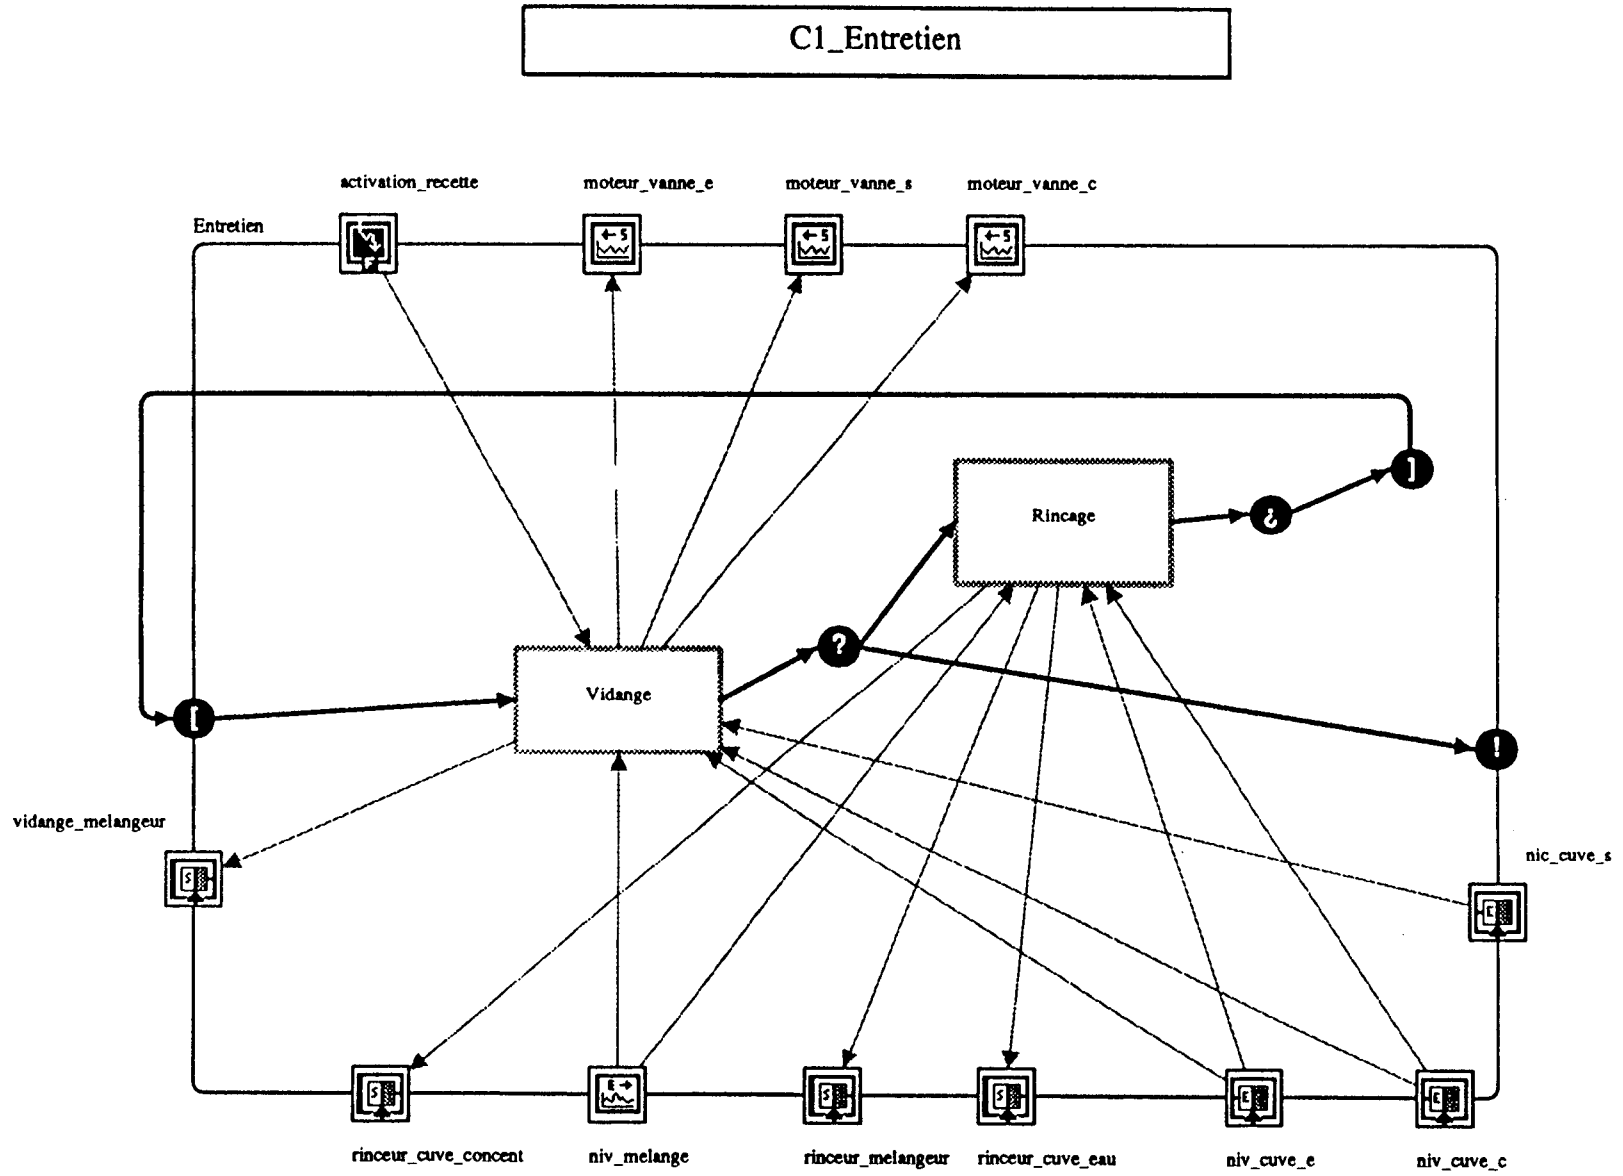 C1_Entretien
activation_recette
moteur_vanne_e
moteur_vanne_s
moteur_vanne_c
Entretien
← S
← S
← S
Rincage
]
¿
?
Vidange
[
!
vidange_melangeur
nic_cuve_s
S
E
S
E →
S
S
E
E
rinceur_cuve_concent
niv_melange
rinceur_melangeur
rinceur_cuve_eau
niv_cuve_e
niv_cuve_c